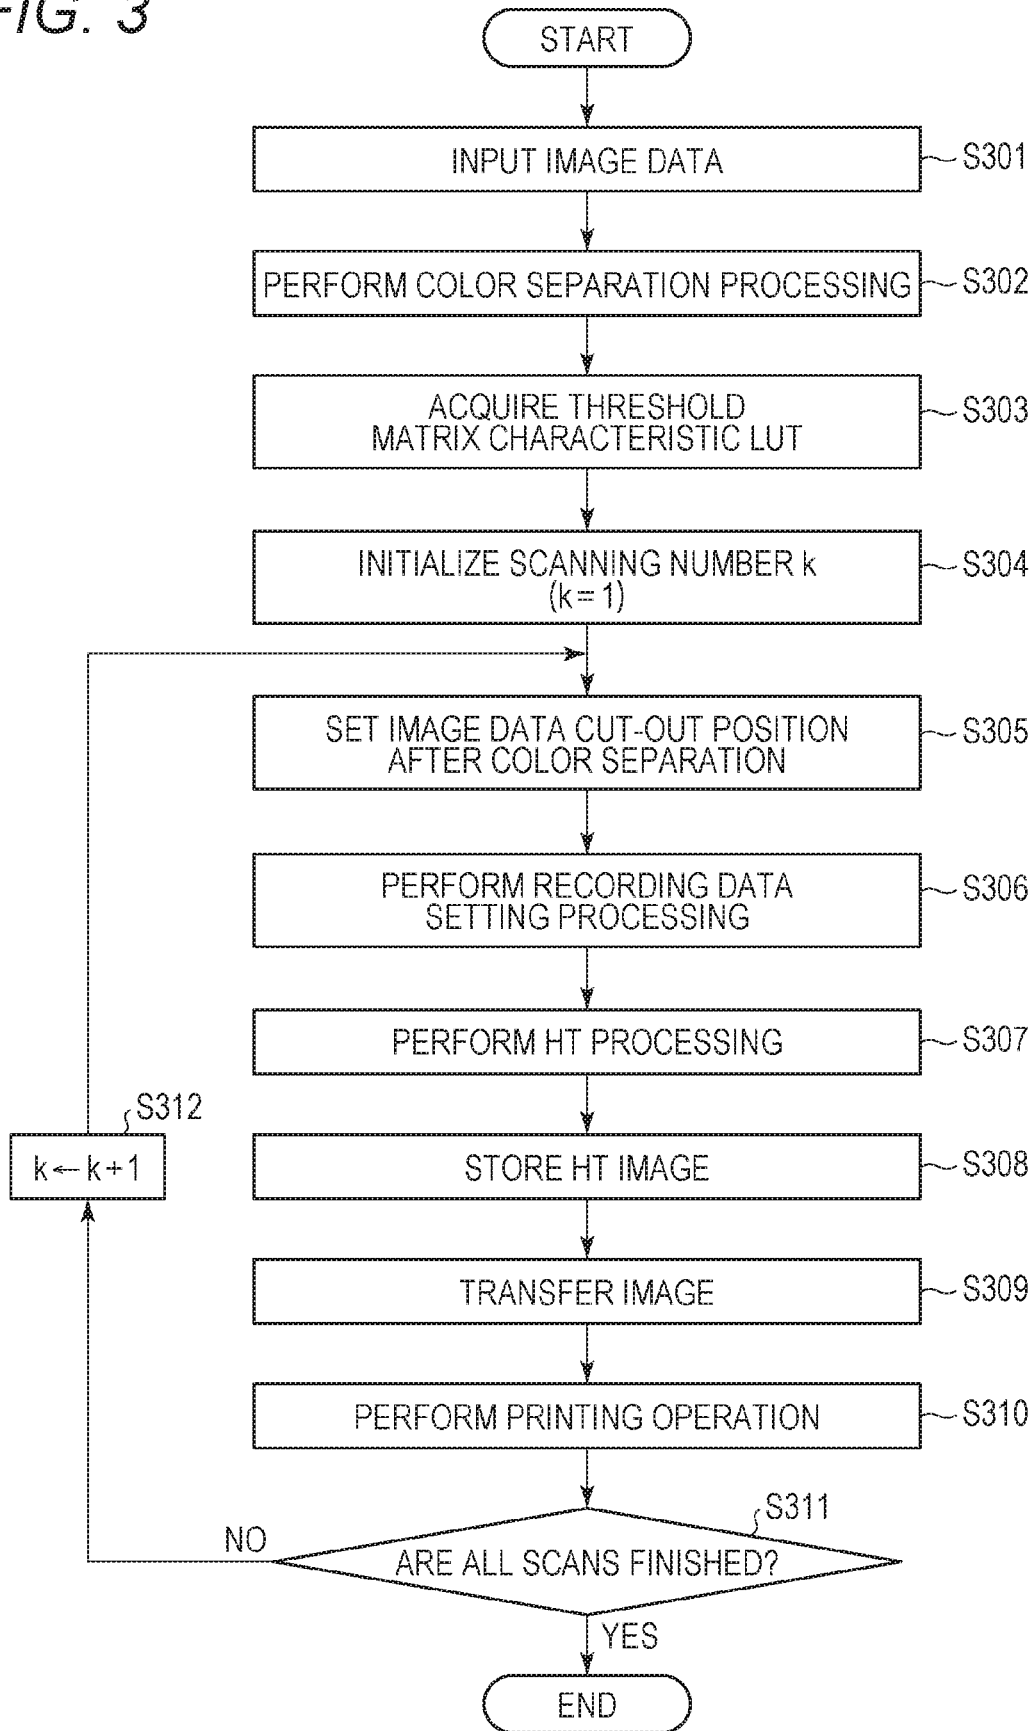 FIG. 3
START
INPUT IMAGE DATA
S301
PERFORM COLOR SEPARATION PROCESSING
S302
ACQUIRE THRESHOLD
MATRIX CHARACTERISTIC LUT
S303
INITIALIZE SCANNING NUMBER k
(k=1)
S304
SET IMAGE DATA CUT-OUT POSITION
AFTER COLOR SEPARATION
S305
PERFORM RECORDING DATA
SETTING PROCESSING
S306
PERFORM HT PROCESSING
S307
S312
k←k+1
STORE HT IMAGE
S308
TRANSFER IMAGE
S309
PERFORM PRINTING OPERATION
S310
S311
NO
ARE ALL SCANS FINISHED?
YES
END